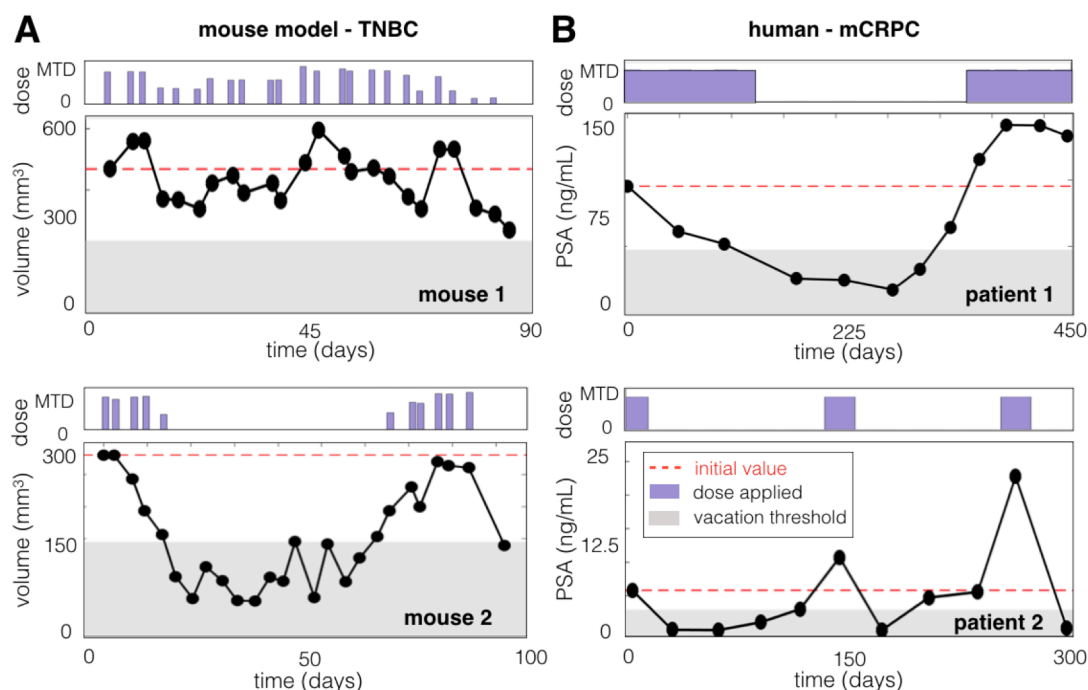 A
mouse model - TNBC
dose
MTD
0
volume (mm³)
600
300
0
mouse 1
0
45
90
time (days)
dose
MTD
0
volume (mm³)
300
150
0
mouse 2
0
50
100
time (days)
B
human - mCRPC
dose
MTD
0
PSA (ng/mL)
150
75
0
patient 1
0
225
450
time (days)
dose
MTD
0
PSA (ng/mL)
25
12.5
0
initial value
dose applied
vacation threshold
patient 2
0
150
300
time (days)